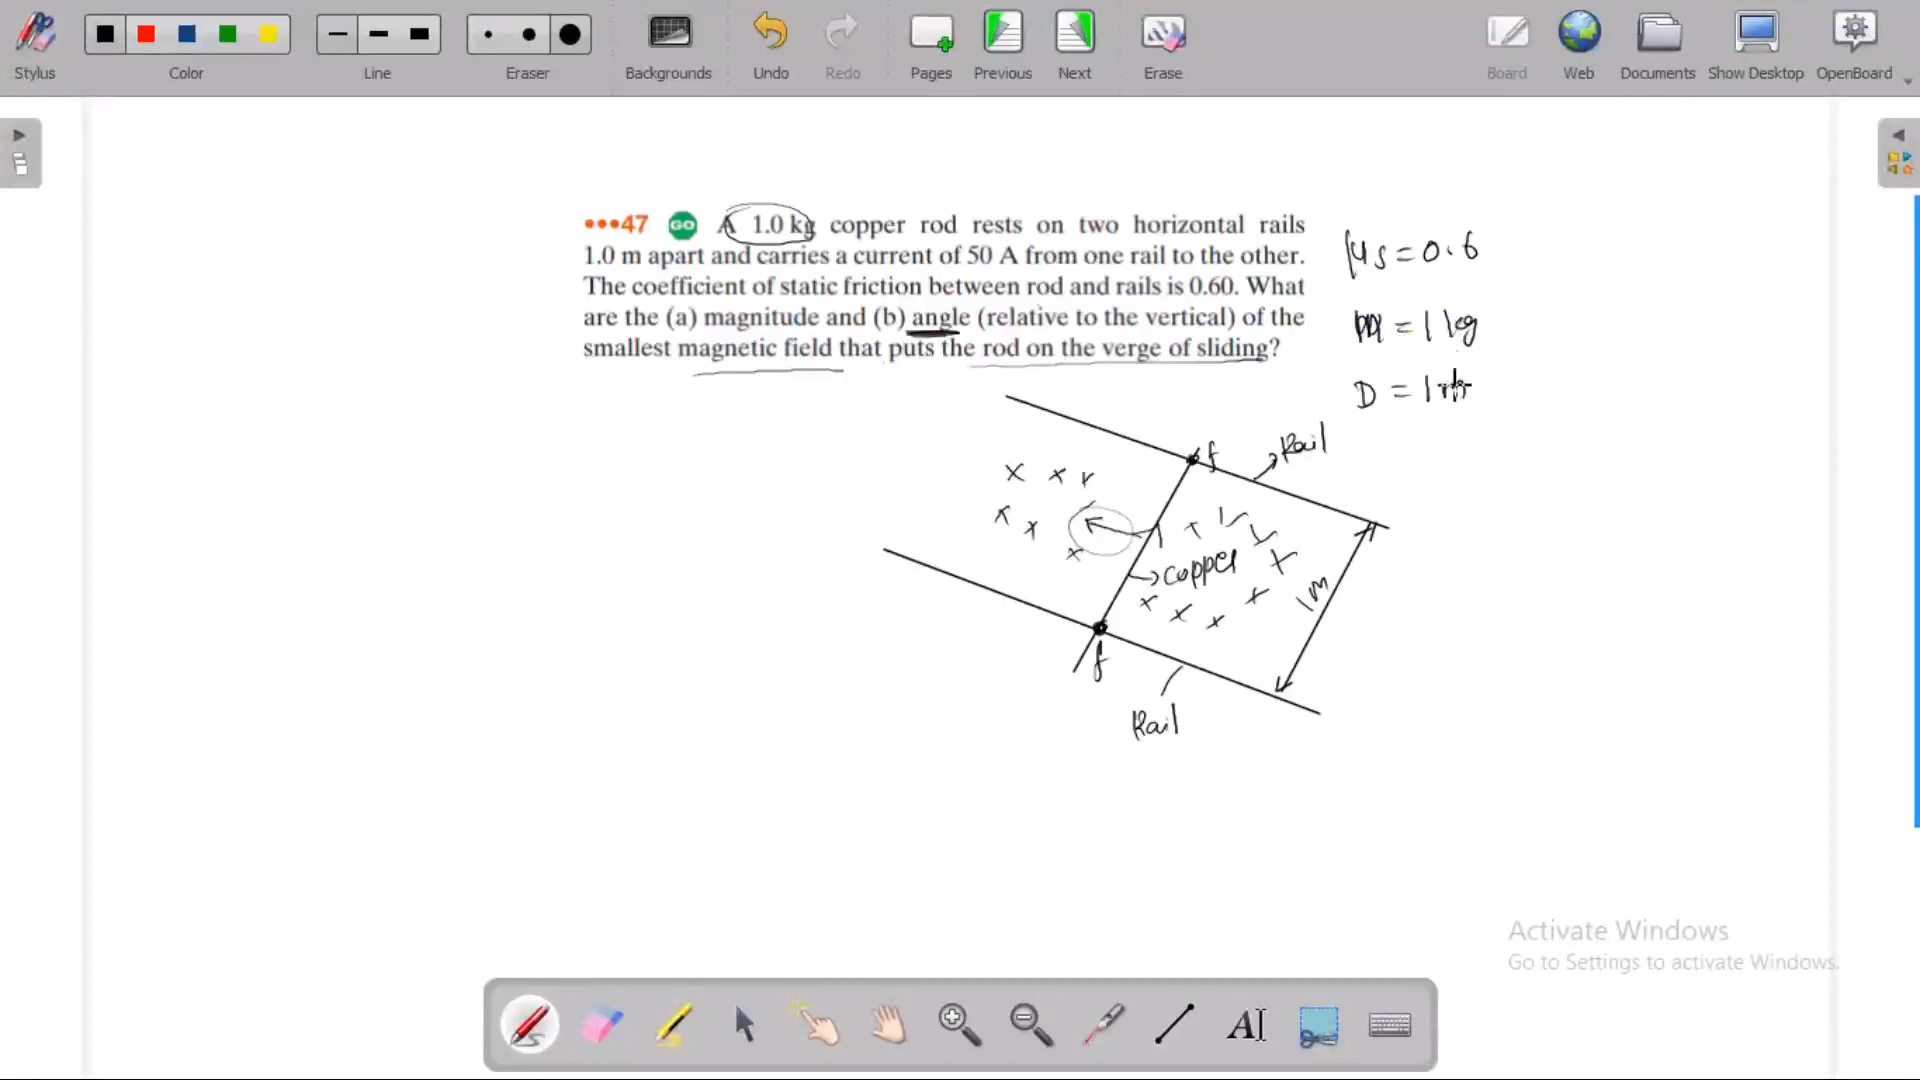 Stylus
Color
Line
Eraser
Backgrounds
Undo
Redo
Pages
Previous
Next
Erase
Board
Web
Documents
Show Desktop
OpenBoard
•••47 GO A 1.0 kg copper rod rests on two horizontal rails
1.0 m apart and carries a current of 50 A from one rail to the other.
The coefficient of static friction between rod and rails is 0.60. What
are the (a) magnitude and (b) angle (relative to the vertical) of the
smallest magnetic field that puts the rod on the verge of sliding?
μs = 0.6
m = 1 kg
D = 1 m
Rail
f
x x x
x x x
copper
1m
x x x
f
Rail
Activate Windows
Go to Settings to activate Windows.
AI